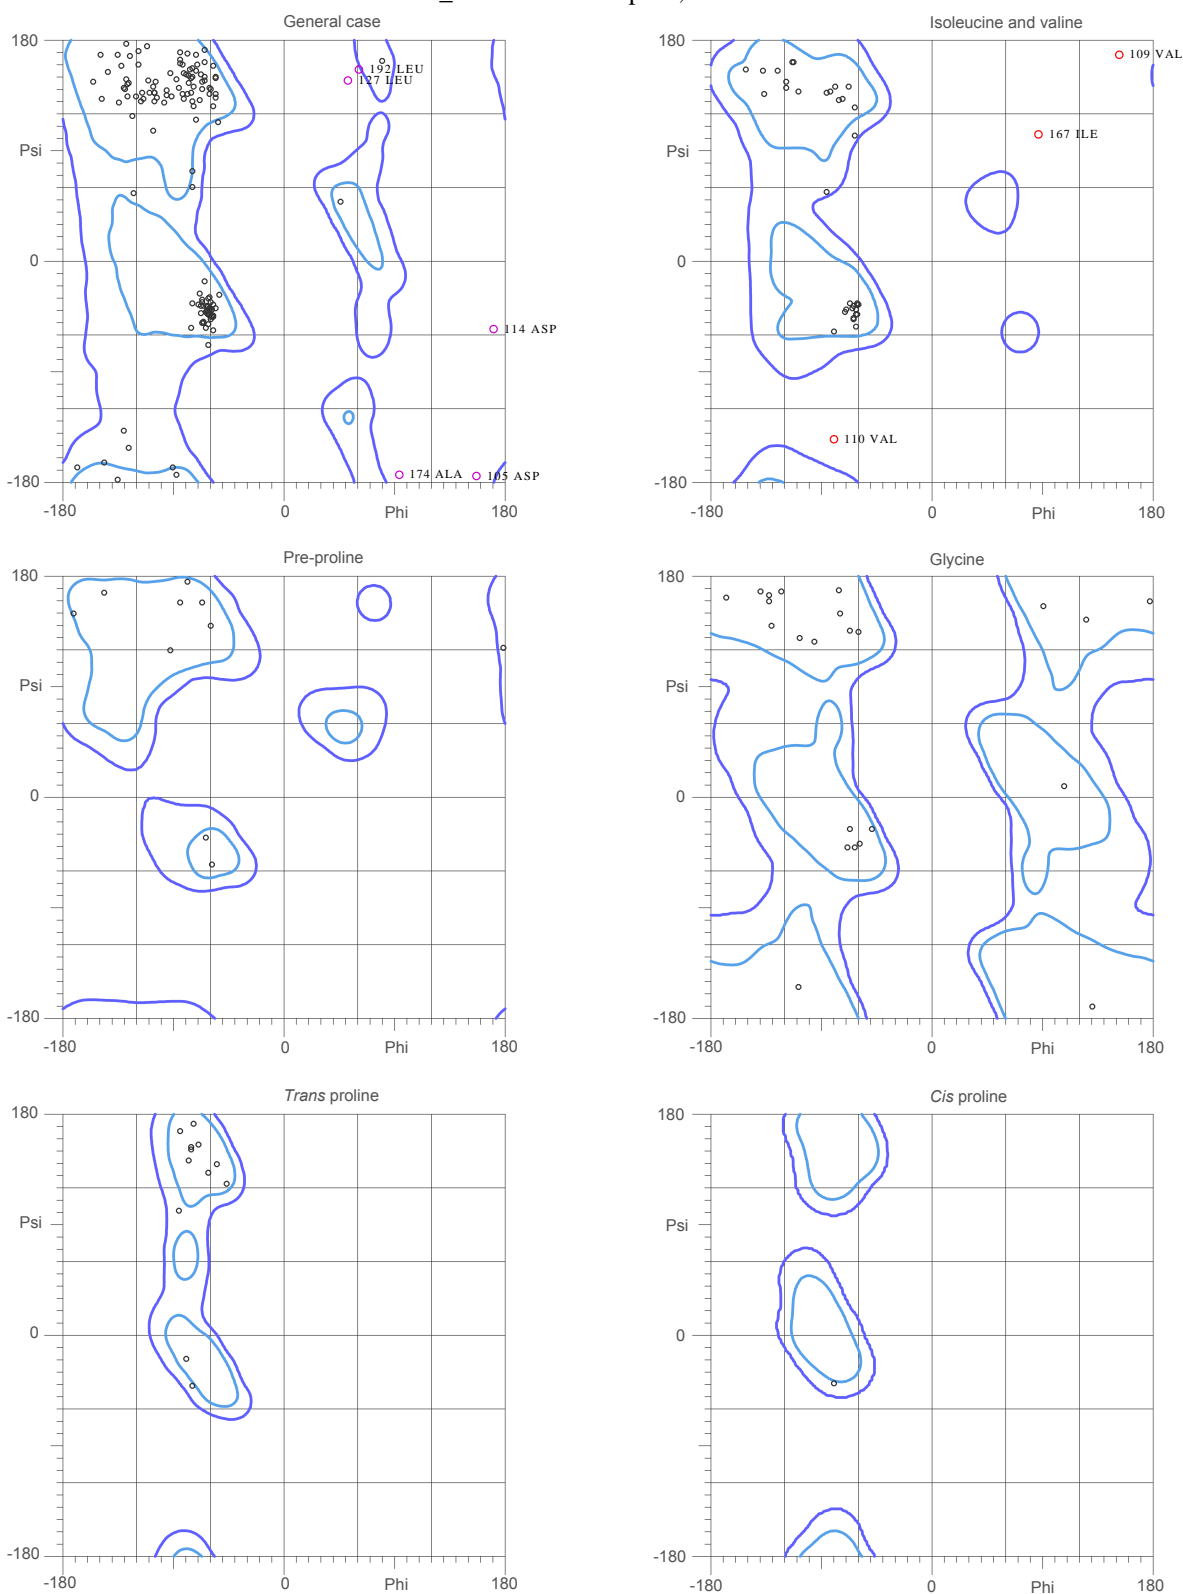 General case
Isoleucine and valine
180
192 LEU
127 LEU
Psi
0
114 ASP
174 ALA
105 ASP
-180
-180
0
Phi
180
180
109 VAL
167 ILE
Psi
0
110 VAL
-180
-180
0
Phi
180
Pre-proline
Glycine
180
Psi
0
-180
-180
0
Phi
180
180
Psi
0
-180
-180
0
Phi
180
Trans proline
Cis proline
180
Psi
0
-180
-180
0
Phi
180
180
Psi
0
-180
-180
0
Phi
180